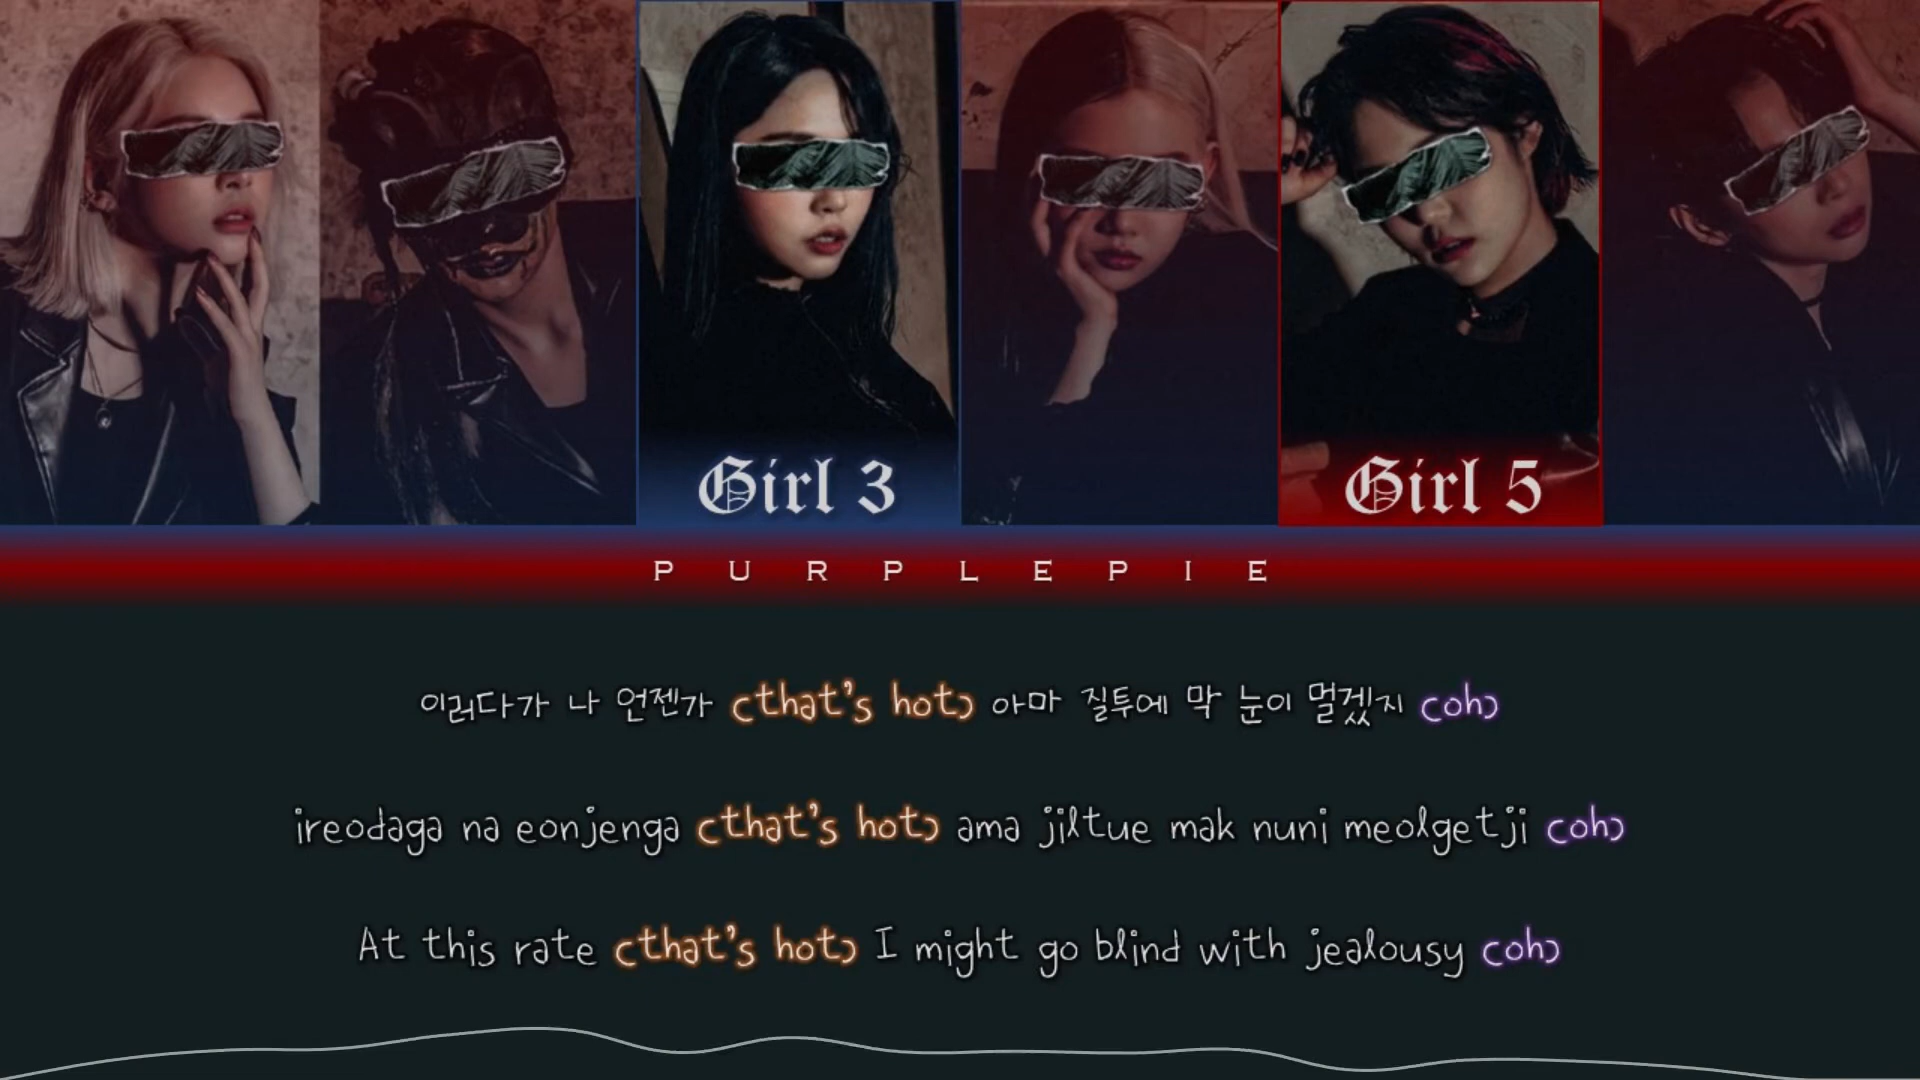 Girl 3
Girl 5
PURPLEPIE
이러다가 나 언젠가 (that's hot) 아마 질투에 막 눈이 멀겠지 (oh)
ireodaga na eonjenga (that's hot) ama jiltue mak nuni meolgetji (oh)
At this rate (that's hot) I might go blind with jealousy (oh)